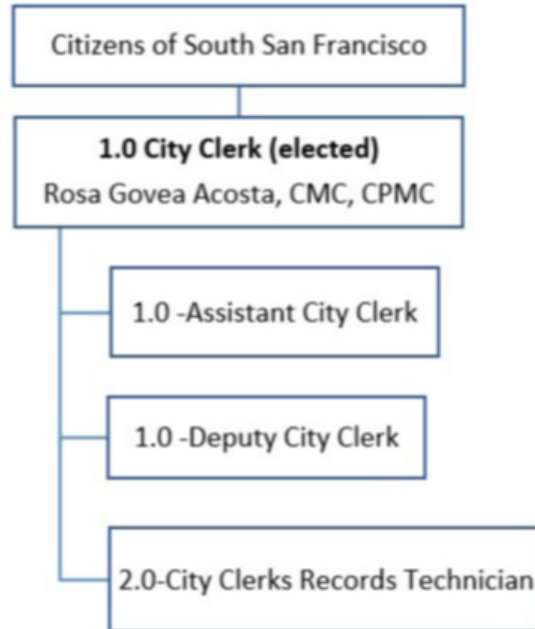 Citizens of South San Francisco
1.0 City Clerk (elected)
Rosa Govea Acosta, CMC, CPMC
1.0 -Assistant City Clerk
1.0 -Deputy City Clerk
2.0-City Clerks Records Technician